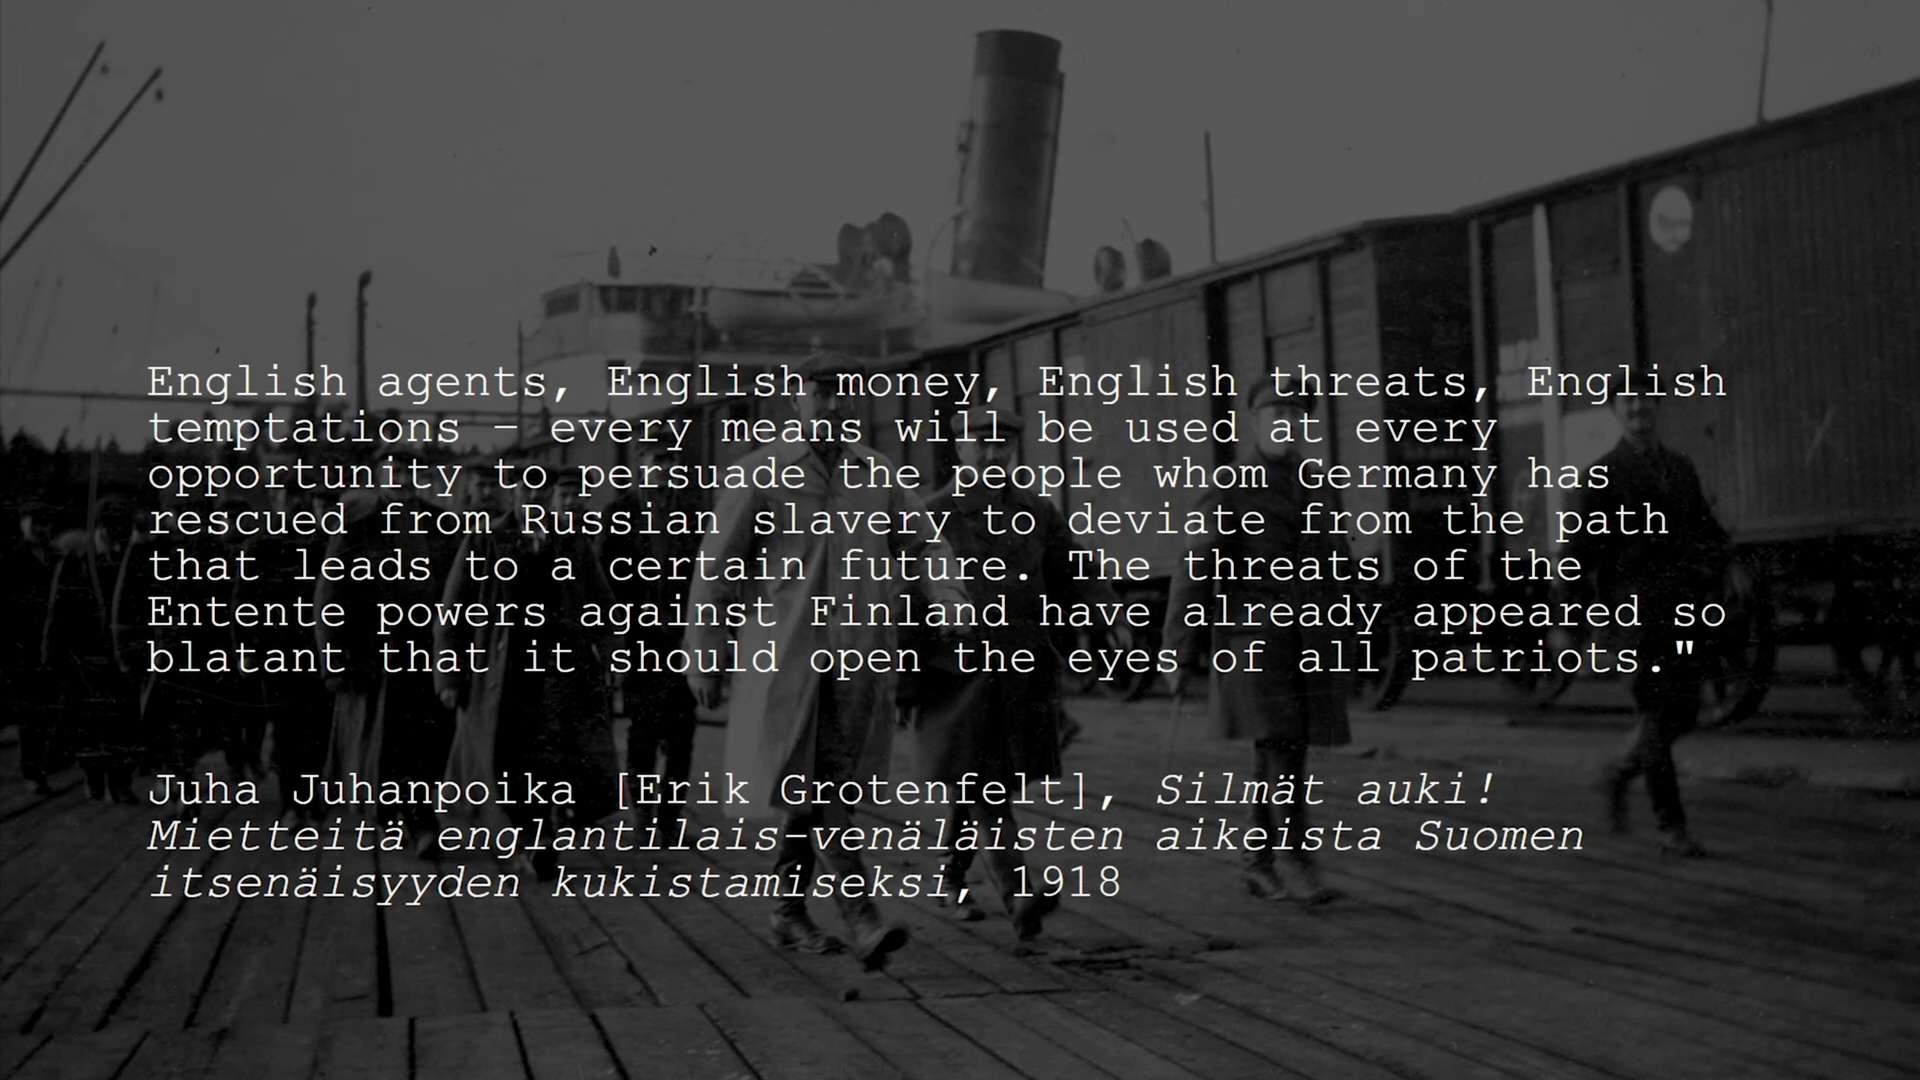 English agents, English money, English threats, English
temptations – every means will be used at every
opportunity to persuade the people whom Germany has
rescued from Russian slavery to deviate from the path
that leads to a certain future. The threats of the
Entente powers against Finland have already appeared so
blatant that it should open the eyes of all patriots."
Juha Juhanpoika [Erik Grotenfelt], Silmät auki!
Mietteitä englantilais-venäläisten aikeista Suomen
itsenäisyyden kukistamiseksi, 1918